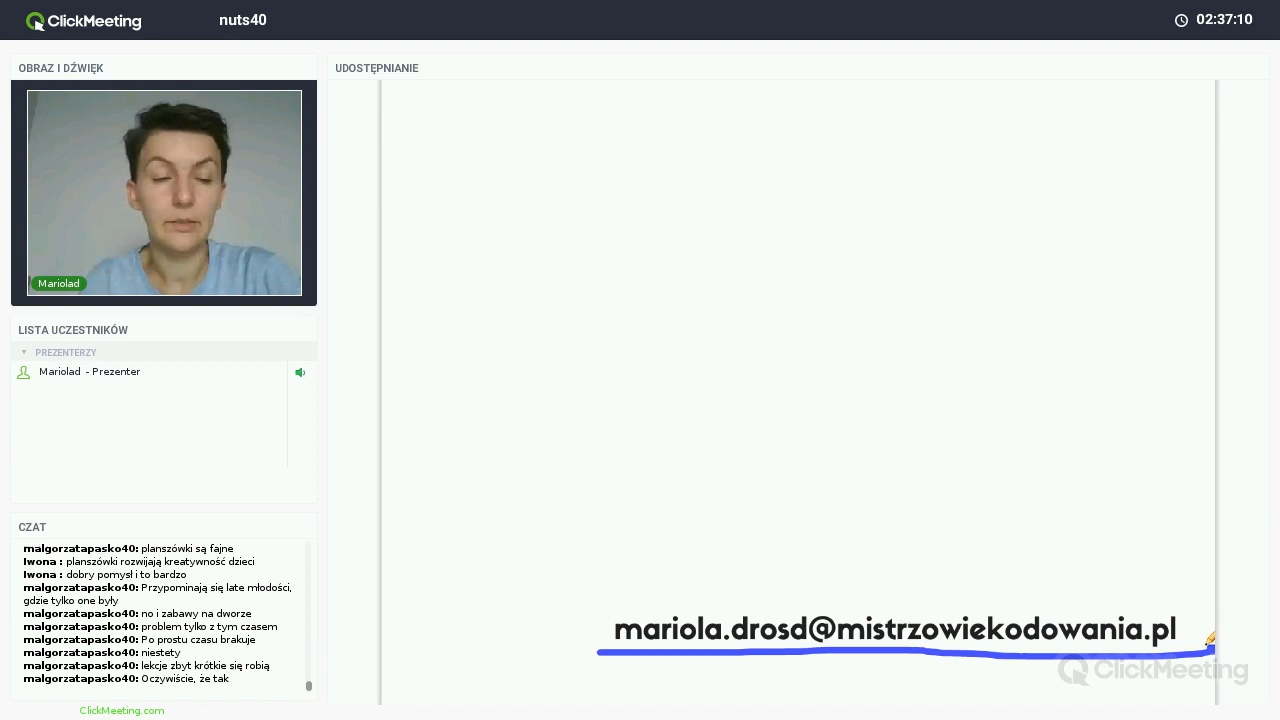 ClickMeeting
nuts40
02:37:10
OBRAZ I DŹWIĘK
Mariolad
LISTA UCZESTNIKÓW
PREZENTERZY
Mariolad - Prezenter
CZAT
malgorzatapasko40: planszówki są fajne
Iwona : planszówki rozwijają kreatywność dzieci
Iwona : dobry pomysł i to bardzo
malgorzatapasko40: Przypominają się late młodości,
gdzie tylko one były
malgorzatapasko40: no i zabawy na dworze
malgorzatapasko40: problem tylko z tym czasem
malgorzatapasko40: Po prostu czasu brakuje
malgorzatapasko40: niestety
malgorzatapasko40: lekcje zbyt krótkie się robią
malgorzatapasko40: Oczywiście, że tak
ClickMeeting.com
UDOSTĘPNIANIE
mariola.drosd@mistrzowiekodowania.pl
ClickMeeting